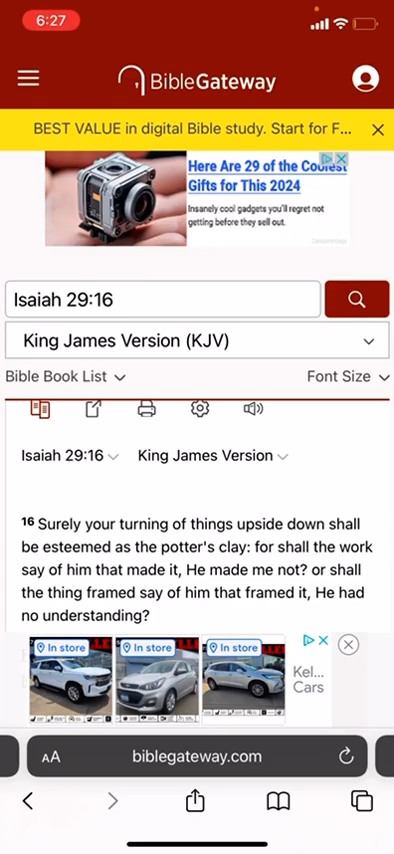 6:27
BibleGateway
BEST VALUE in digital Bible study. Start for F...
Here Are 29 of the Coolest
Gifts for This 2024
Insanely cool gadgets you'll regret not
getting before they sell out.
Isaiah 29:16
King James Version (KJV)
Bible Book List
Font Size
Isaiah 29:16
King James Version
16 Surely your turning of things upside down shall
be esteemed as the potter's clay: for shall the work
say of him that made it, He made me not? or shall
the thing framed say of him that framed it, He had
no understanding?
In store
In store
In store
Kel...
Cars
AA
biblegateway.com